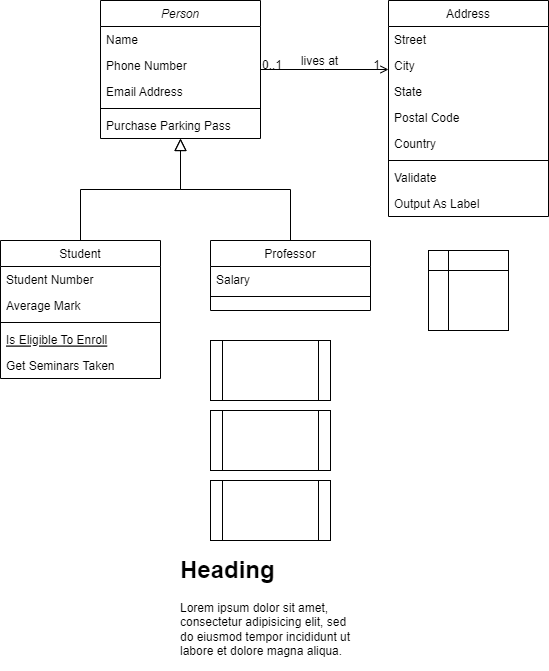 Person
Name
Phone Number
Email Address
Purchase Parking Pass
0..1
lives at
1
Address
Street
City
State
Postal Code
Country
Validate
Output As Label
Student
Student Number
Average Mark
Is Eligible To Enroll
Get Seminars Taken
Professor
Salary
Heading
Lorem ipsum dolor sit amet,
consectetur adipisicing elit, sed
do eiusmod tempor incididunt ut
labore et dolore magna aliqua.